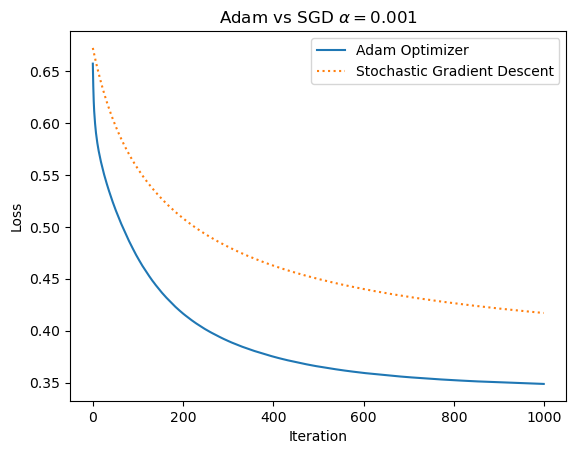 Adam vs SGD α = 0.001
Adam Optimizer
Stochastic Gradient Descent
Loss
0.65
0.60
0.55
0.50
0.45
0.40
0.35
0 200 400 600 800 1000
Iteration